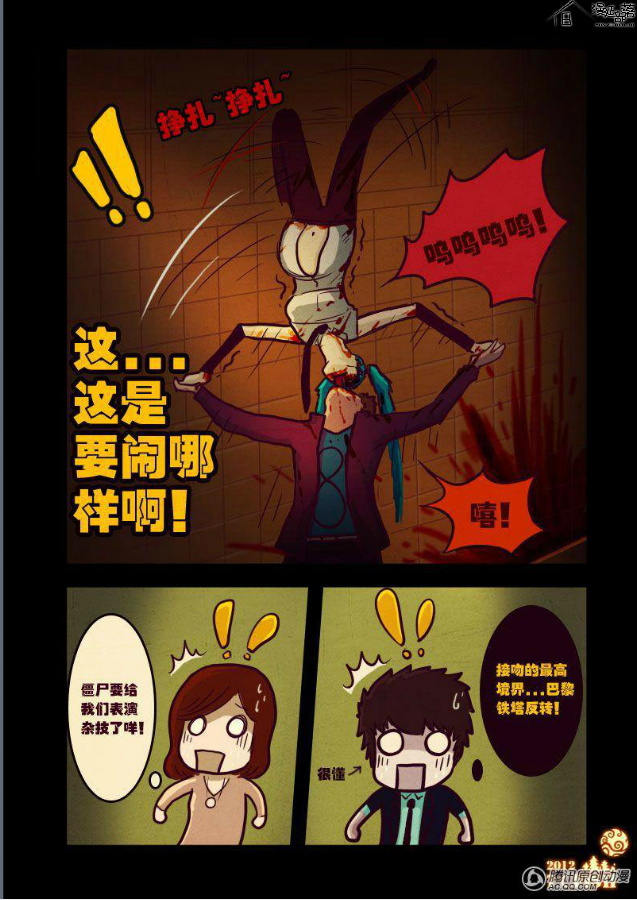 挣扎~挣扎~
!!
呜呜呜呜!
这...
这是
要闹哪
样啊!
嘻!
僵尸要给
我们表演
杂技了咩!
!!
!!
接吻的最高
境界...巴黎
铁塔反转!
很懂
2012
腾讯原创动漫
AC.QQ.COM